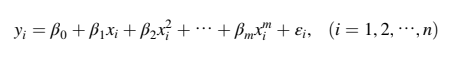 y_i = β_0 + β_1x_i + β_2x_i^2 + ⋯ + β_mx_i^m + ε_i, (i = 1, 2, ⋯, n)